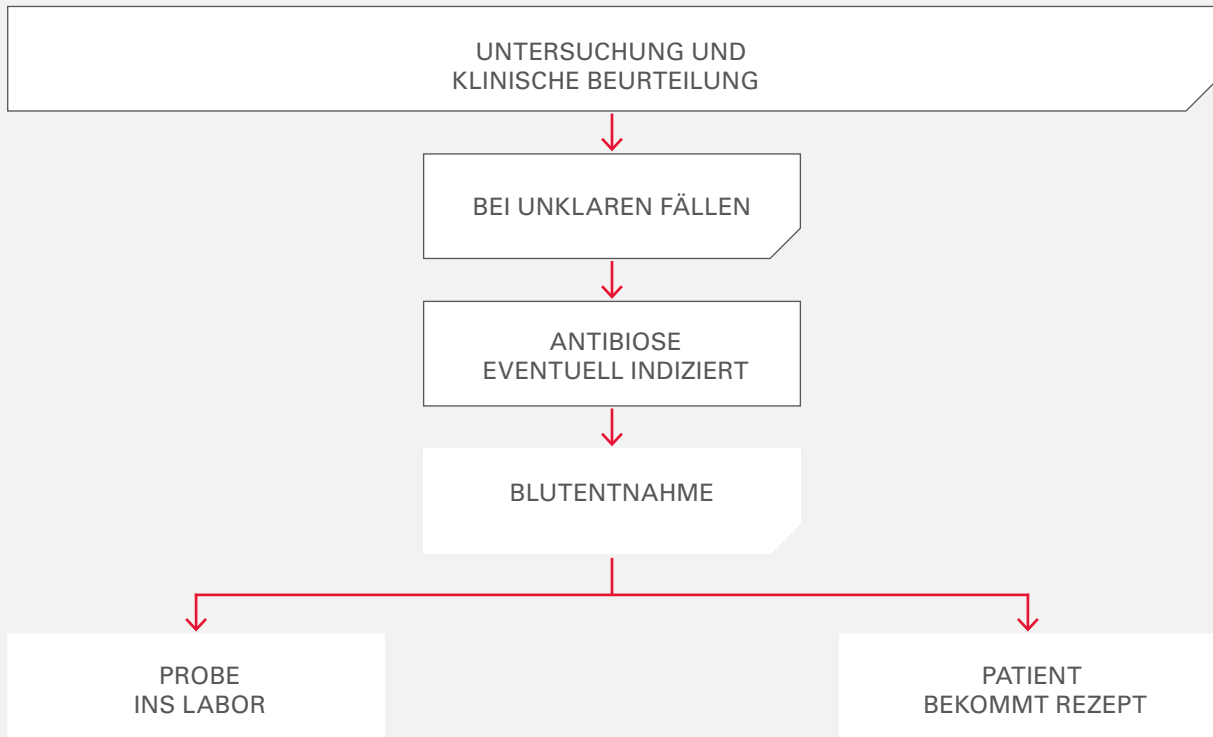 UNTERSUCHUNG UND
KLINISCHE BEURTEILUNG
BEI UNKLAREN FÄLLEN
ANTIBIOSE
EVENTUELL INDIZIERT
BLUTENTNAHME
PROBE
INS LABOR
PATIENT
BEKOMMT REZEPT